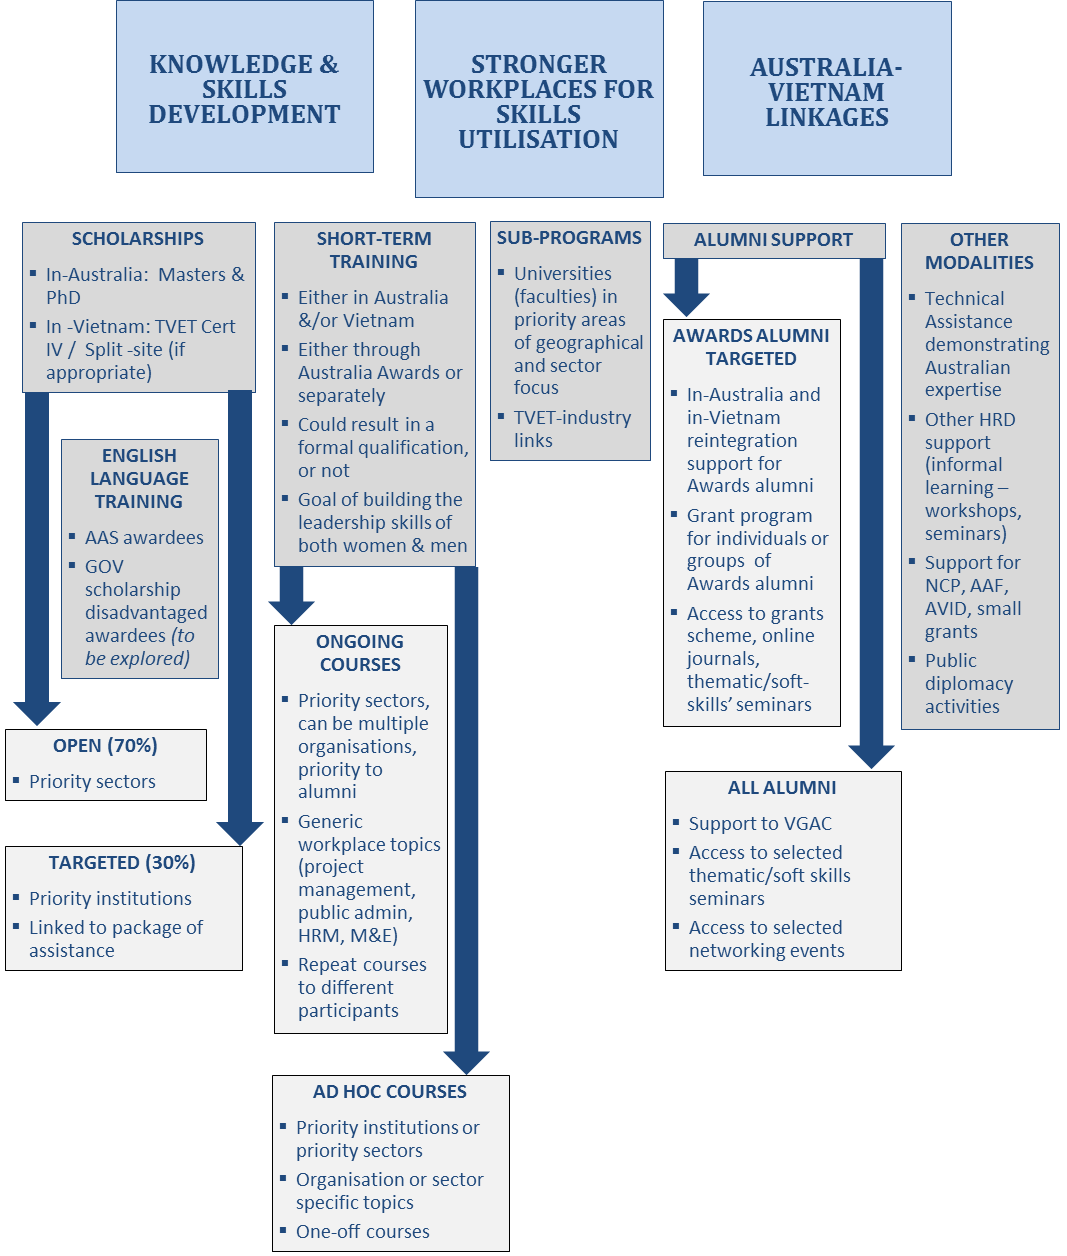 KNOWLEDGE &
SKILLS
DEVELOPMENT
STRONGER
WORKPLACES FOR
SKILLS
UTILISATION
AUSTRALIA-
VIETNAM
LINKAGES
SCHOLARSHIPS
▪ In-Australia:  Masters &
PhD
▪ In -Vietnam: TVET Cert
IV /  Split -site (if
appropriate)
ENGLISH
LANGUAGE
TRAINING
▪ AAS awardees
▪ GOV
scholarship
disadvantaged
awardees (to
be explored)
OPEN (70%)
▪ Priority sectors
TARGETED (30%)
▪ Priority institutions
▪ Linked to package of
assistance
SHORT-TERM
TRAINING
▪ Either in Australia
&/or Vietnam
▪ Either through
Australia Awards or
separately
▪ Could result in a
formal qualification,
or not
▪ Goal of building the
leadership skills of
both women & men
ONGOING
COURSES
▪ Priority sectors,
can be multiple
organisations,
priority to
alumni
▪ Generic
workplace topics
(project
management,
public admin,
HRM, M&E)
▪ Repeat courses
to different
participants
AD HOC COURSES
▪ Priority institutions or
priority sectors
▪ Organisation or sector
specific topics
▪ One-off courses
SUB-PROGRAMS
▪ Universities
(faculties) in
priority areas
of geographical
and sector
focus
▪ TVET-industry
links
ALUMNI SUPPORT
AWARDS ALUMNI
TARGETED
▪ In-Australia and
in-Vietnam
reintegration
support for
Awards alumni
▪ Grant program
for individuals or
groups  of
Awards alumni
▪ Access to grants
scheme, online
journals,
thematic/soft-
skills’ seminars
ALL ALUMNI
▪ Support to VGAC
▪ Access to selected
thematic/soft skills
seminars
▪ Access to selected
networking events
OTHER
MODALITIES
▪ Technical
Assistance
demonstrating
Australian
expertise
▪ Other HRD
support
(informal
learning –
workshops,
seminars)
▪ Support for
NCP, AAF,
AVID, small
grants
▪ Public
diplomacy
activities